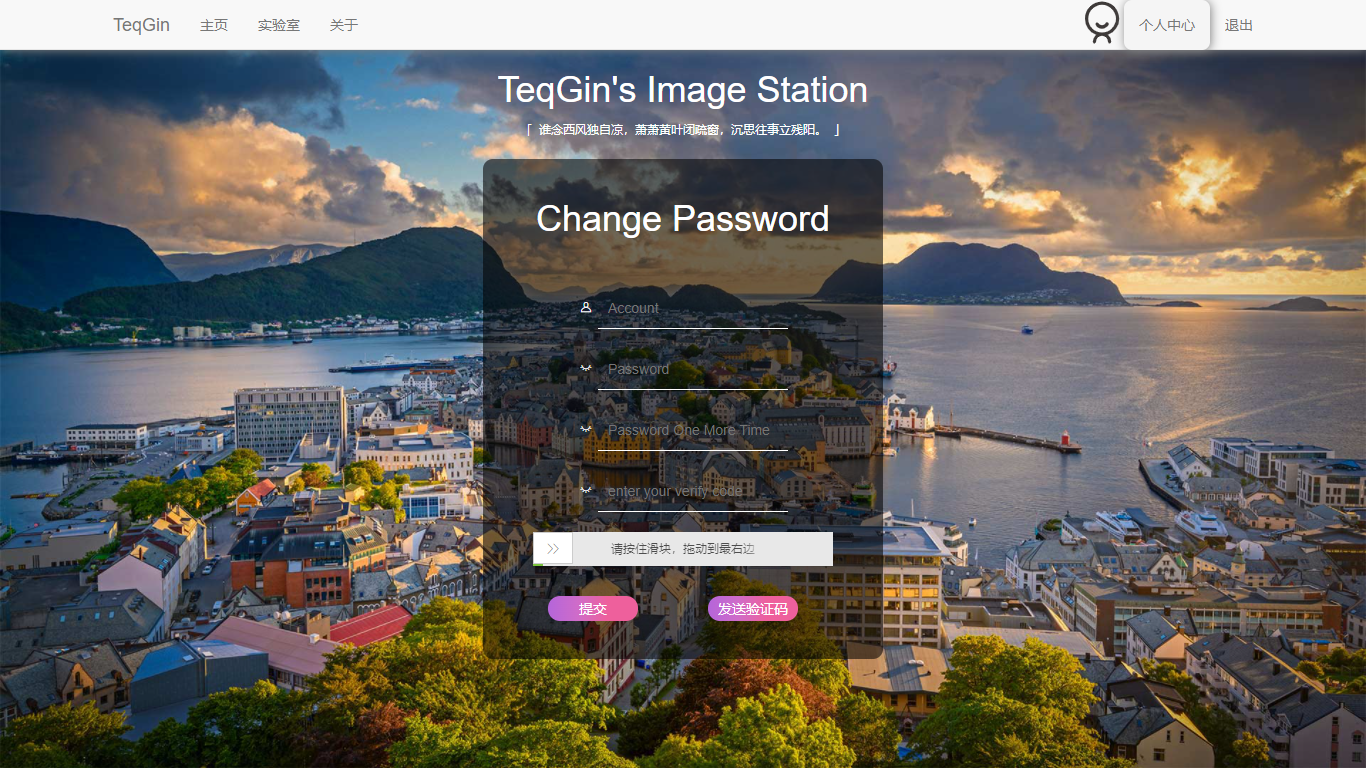 TeqGin 主页 实验室 关于 个人中心 退出
TeqGin's Image Station
「 谁念西风独自凉，萧萧黄叶闭疏窗，沉思往事立残阳。 」
Change Password
Account
Password
Password One More Time
enter your verify code
请按住滑块，拖动到最右边
提交 发送验证码